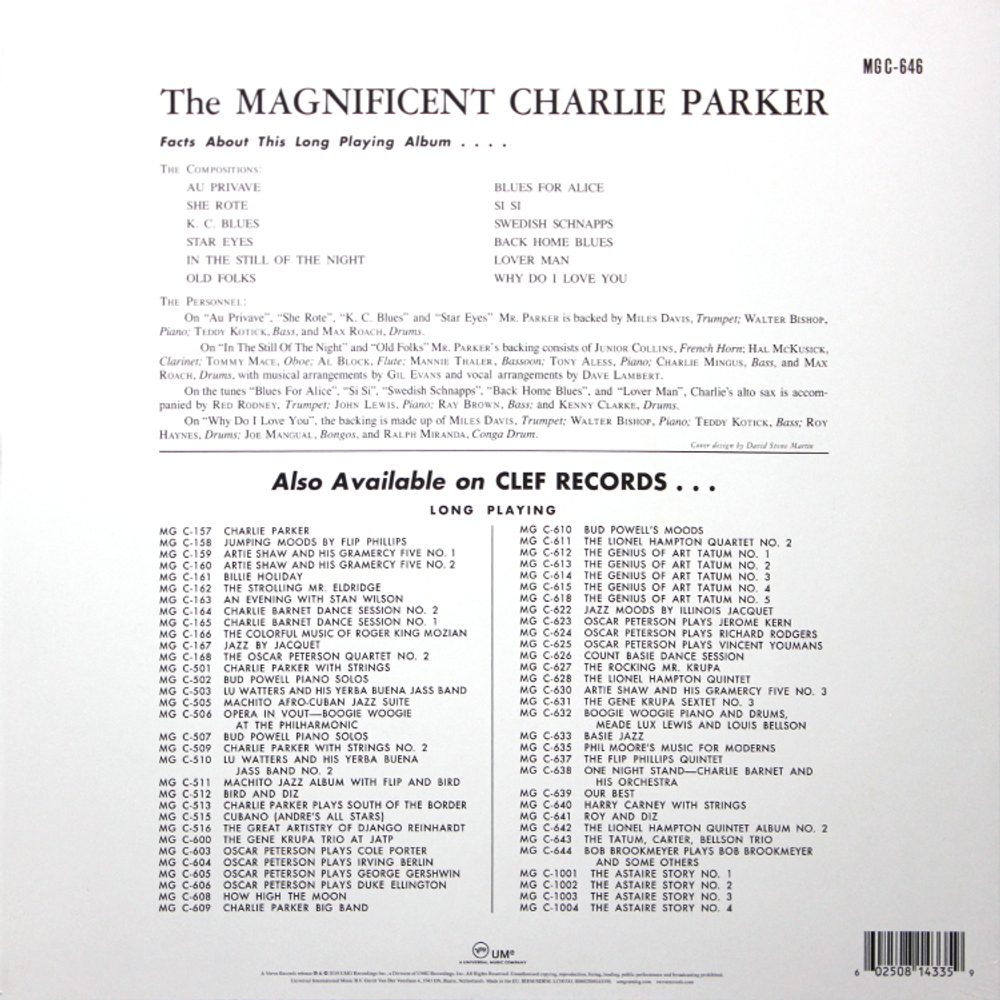 MGC-646
The MAGNIFICENT CHARLIE PARKER
Facts About This Long Playing Album . . . .
THE COMPOSITIONS:
AU PRIVAVE
SHE ROTE
K. C. BLUES
STAR EYES
IN THE STILL OF THE NIGHT
OLD FOLKS
BLUES FOR ALICE
SI SI
SWEDISH SCHNAPPS
BACK HOME BLUES
LOVER MAN
WHY DO I LOVE YOU
THE PERSONNEL:
On "Au Privave", "She Rote", "K. C. Blues" and "Star Eyes" MR. PARKER is backed by MILES DAVIS, Trumpet; WALTER BISHOP,
Piano; TEDDY KOTICK, Bass, and MAX ROACH, Drums.
On "In The Still Of The Night" and "Old Folks" MR. PARKER's backing consists of JUNIOR COLLINS, French Horn; HAL MCKUSICK,
Clarinet; TOMMY MACE, Oboe; AL BLOCK, Flute; MANNIE THALER, Bassoon; TONY ALESS, Piano; CHARLIE MINGUS, Bass, and MAX
ROACH, Drums, with musical arrangements by GIL EVANS and vocal arrangements by DAVE LAMBERT.
On the tunes "Blues For Alice", "Si Si", "Swedish Schnapps", "Back Home Blues", and "Lover Man", Charlie's alto sax is accom-
panied by RED RODNEY, Trumpet; JOHN LEWIS, Piano; RAY BROWN, Bass; and KENNY CLARKE, Drums.
On "Why Do I Love You", the backing is made up of MILES DAVIS, Trumpet; WALTER BISHOP, Piano; TEDDY KOTICK, Bass; ROY
HAYNES, Drums; JOE MANGUAL, Bongos, and RALPH MIRANDA, Conga Drum.
Cover design by David Stone Martin
Also Available on CLEF RECORDS . . .
LONG PLAYING
MG C-157 CHARLIE PARKER
MG C-158 JUMPING MOODS BY FLIP PHILLIPS
MG C-159 ARTIE SHAW AND HIS GRAMERCY FIVE NO. 1
MG C-160 ARTIE SHAW AND HIS GRAMERCY FIVE NO. 2
MG C-161 BILLIE HOLIDAY
MG C-162 THE STROLLING MR. ELDRIDGE
MG C-163 AN EVENING WITH STAN WILSON
MG C-164 CHARLIE BARNET DANCE SESSION NO. 2
MG C-165 CHARLIE BARNET DANCE SESSION NO. 1
MG C-166 THE COLORFUL MUSIC OF ROGER KING MOZIAN
MG C-167 JAZZ BY JACQUET
MG C-168 THE OSCAR PETERSON QUARTET NO. 2
MG C-501 CHARLIE PARKER WITH STRINGS
MG C-502 BUD POWELL PIANO SOLOS
MG C-503 LU WATTERS AND HIS YERBA BUENA JASS BAND
MG C-505 MACHITO AFRO-CUBAN JAZZ SUITE
MG C-506 OPERA IN VOUT—BOOGIE WOOGIE
AT THE PHILHARMONIC
MG C-507 BUD POWELL PIANO SOLOS
MG C-509 CHARLIE PARKER WITH STRINGS NO. 2
MG C-510 LU WATTERS AND HIS YERBA BUENA
JASS BAND NO. 2
MG C-511 MACHITO JAZZ ALBUM WITH FLIP AND BIRD
MG C-512 BIRD AND DIZ
MG C-513 CHARLIE PARKER PLAYS SOUTH OF THE BORDER
MG C-515 CUBANO (ANDRE'S ALL STARS)
MG C-516 THE GREAT ARTISTRY OF DJANGO REINHARDT
MG C-600 THE GENE KRUPA TRIO AT JATP
MG C-603 OSCAR PETERSON PLAYS COLE PORTER
MG C-604 OSCAR PETERSON PLAYS IRVING BERLIN
MG C-605 OSCAR PETERSON PLAYS GEORGE GERSHWIN
MG C-606 OSCAR PETERSON PLAYS DUKE ELLINGTON
MG C-608 HOW HIGH THE MOON
MG C-609 CHARLIE PARKER BIG BAND
MG C-610 BUD POWELL'S MOODS
MG C-611 THE LIONEL HAMPTON QUARTET NO. 2
MG C-612 THE GENIUS OF ART TATUM NO. 1
MG C-613 THE GENIUS OF ART TATUM NO. 2
MG C-614 THE GENIUS OF ART TATUM NO. 3
MG C-615 THE GENIUS OF ART TATUM NO. 4
MG C-618 THE GENIUS OF ART TATUM NO. 5
MG C-622 JAZZ MOODS BY ILLINOIS JACQUET
MG C-623 OSCAR PETERSON PLAYS JEROME KERN
MG C-624 OSCAR PETERSON PLAYS RICHARD RODGERS
MG C-625 OSCAR PETERSON PLAYS VINCENT YOUMANS
MG C-626 COUNT BASIE DANCE SESSION
MG C-627 THE ROCKING MR. KRUPA
MG C-628 THE LIONEL HAMPTON QUINTET
MG C-630 ARTIE SHAW AND HIS GRAMERCY FIVE NO. 3
MG C-631 THE GENE KRUPA SEXTET NO. 3
MG C-632 BOOGIE WOOGIE PIANO AND DRUMS,
MEADE LUX LEWIS AND LOUIS BELLSON
MG C-633 BASIE JAZZ
MG C-635 PHIL MOORE'S MUSIC FOR MODERNS
MG C-637 THE FLIP PHILLIPS QUINTET
MG C-638 ONE NIGHT STAND—CHARLIE BARNET AND
HIS ORCHESTRA
MG C-639 OUR BEST
MG C-640 HARRY CARNEY WITH STRINGS
MG C-641 ROY AND DIZ
MG C-642 THE LIONEL HAMPTON QUINTET ALBUM NO. 2
MG C-643 THE TATUM, CARTER, BELLSON TRIO
MG C-644 BOB BROOKMEYER PLAYS BOB BROOKMEYER
AND SOME OTHERS
MG C-1001 THE ASTAIRE STORY NO. 1
MG C-1002 THE ASTAIRE STORY NO. 2
MG C-1003 THE ASTAIRE STORY NO. 3
MG C-1004 THE ASTAIRE STORY NO. 4
Verve UMe
A UNIVERSAL MUSIC COMPANY
6 02508 14335 9